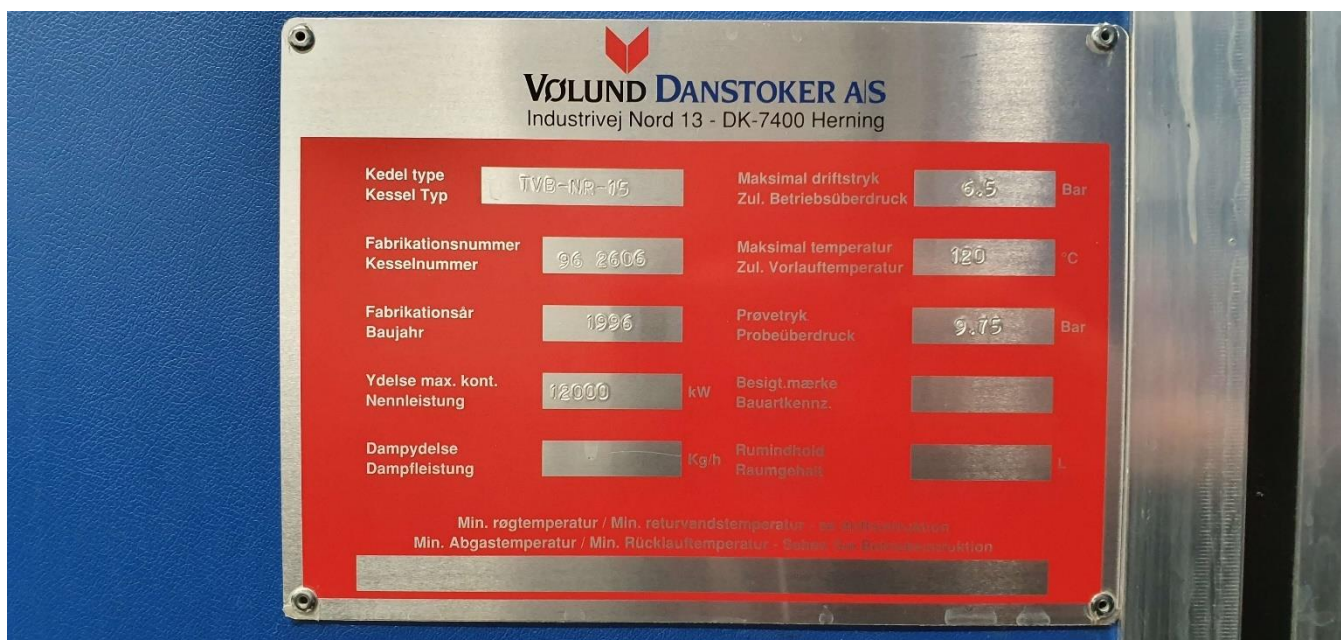 VØLUND DANSTOKER A/S
Industrivej Nord 13 - DK-7400 Herning
Kedel type
Kessel Typ
TVB-NR-15
Maksimal driftstryk
Zul. Betriebsüberdruck
6.5 Bar
Fabrikationsnummer
Kesselnummer
96 2606
Maksimal temperatur
Zul. Vorlauftemperatur
120 °C
Fabrikationsår
Baujahr
1996
Prøvetryk
Probeüberdruck
9.75 Bar
Ydelse max. kont.
Nennleistung
12000 kW
Besigt.mærke
Bauartkennz.
Dampydelse
Dampfleistung
Kg/h
Rumindhold
Raumgehalt
L
Min. røgtemperatur / Min. returvandstemperatur -
Min. Abgastemperatur / Min. Rücklauftemperatur -